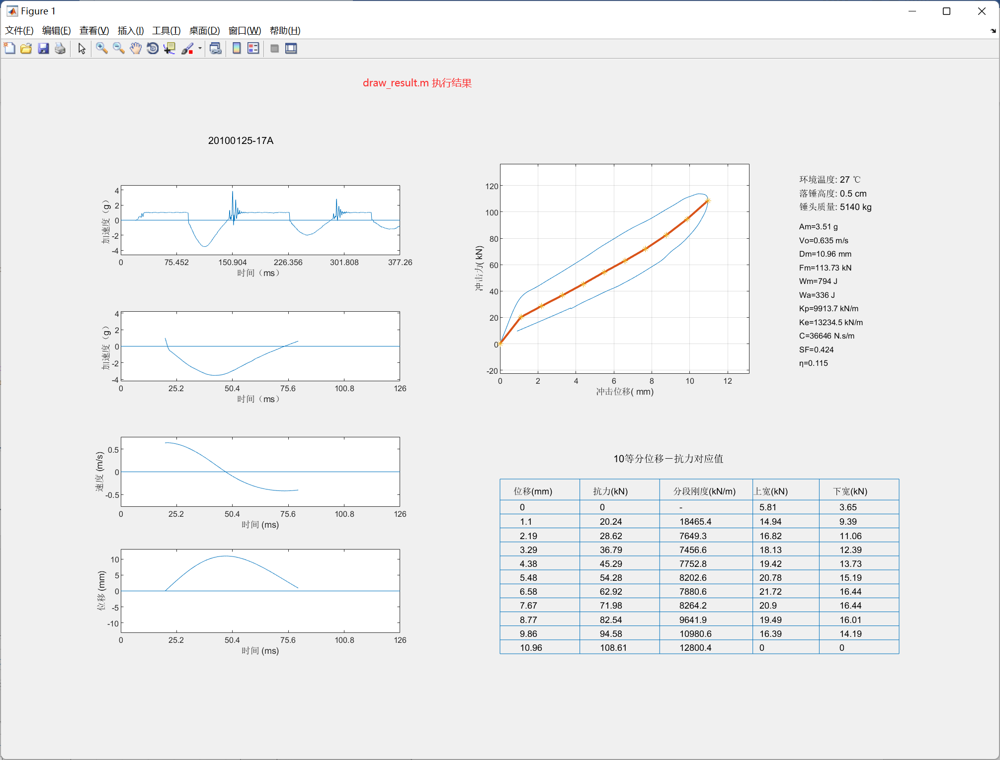 Figure 1
文件(F) 编辑(E) 查看(V) 插入(I) 工具(T) 桌面(D) 窗口(W) 帮助(H)
draw_result.m 执行结果
20100125-17A
加速度（g）
4
2
0
-2
-4
0 75.452 150.904 226.356 301.808 377.26
时间（ms）
加速度（g）
4
2
0
-2
-4
0 25.2 50.4 75.6 100.8 126
时间（ms）
速度 (m/s)
0.5
0
-0.5
0 25.2 50.4 75.6 100.8 126
时间 (ms)
位移 (mm)
10
5
0
-5
-10
0 25.2 50.4 75.6 100.8 126
时间 (ms)
冲击力( kN)
120
100
80
60
40
20
0
-20
0 2 4 6 8 10 12
冲击位移( mm)
环境温度: 27 ℃
落锤高度: 0.5 cm
锤头质量: 5140 kg
Am=3.51 g
Vo=0.635 m/s
Dm=10.96 mm
Fm=113.73 kN
Wm=794 J
Wa=336 J
Kp=9913.7 kN/m
Ke=13234.5 kN/m
C=36646 N.s/m
SF=0.424
η=0.115
10等分位移－抗力对应值
位移(mm) 抗力(kN) 分段刚度(kN/m) 上宽(kN) 下宽(kN)
0 0 - 5.81 3.65
1.1 20.24 18465.4 14.94 9.39
2.19 28.62 7649.3 16.82 11.06
3.29 36.79 7456.6 18.13 12.39
4.38 45.29 7752.8 19.42 13.73
5.48 54.28 8202.6 20.78 15.19
6.58 62.92 7880.6 21.72 16.44
7.67 71.98 8264.2 20.9 16.44
8.77 82.54 9641.9 19.49 16.01
9.86 94.58 10980.6 16.39 14.19
10.96 108.61 12800.4 0 0